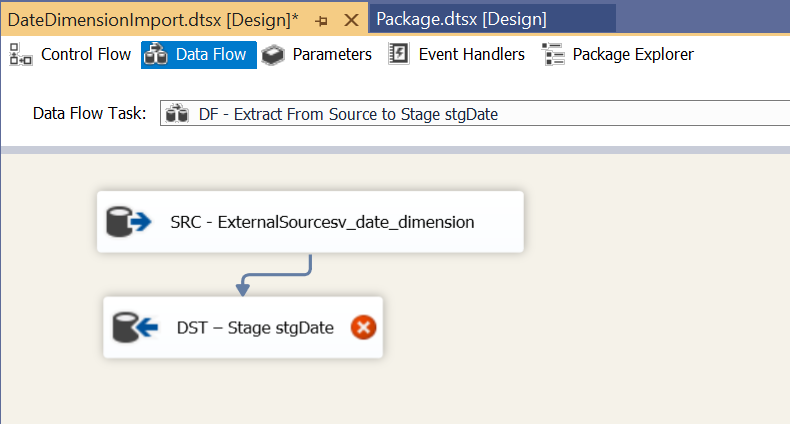 DateDimensionImport.dtsx [Design]* Package.dtsx [Design]
Control Flow Data Flow Parameters Event Handlers Package Explorer
Data Flow Task: DF - Extract From Source to Stage stgDate
SRC - ExternalSourcesv_date_dimension
DST – Stage stgDate